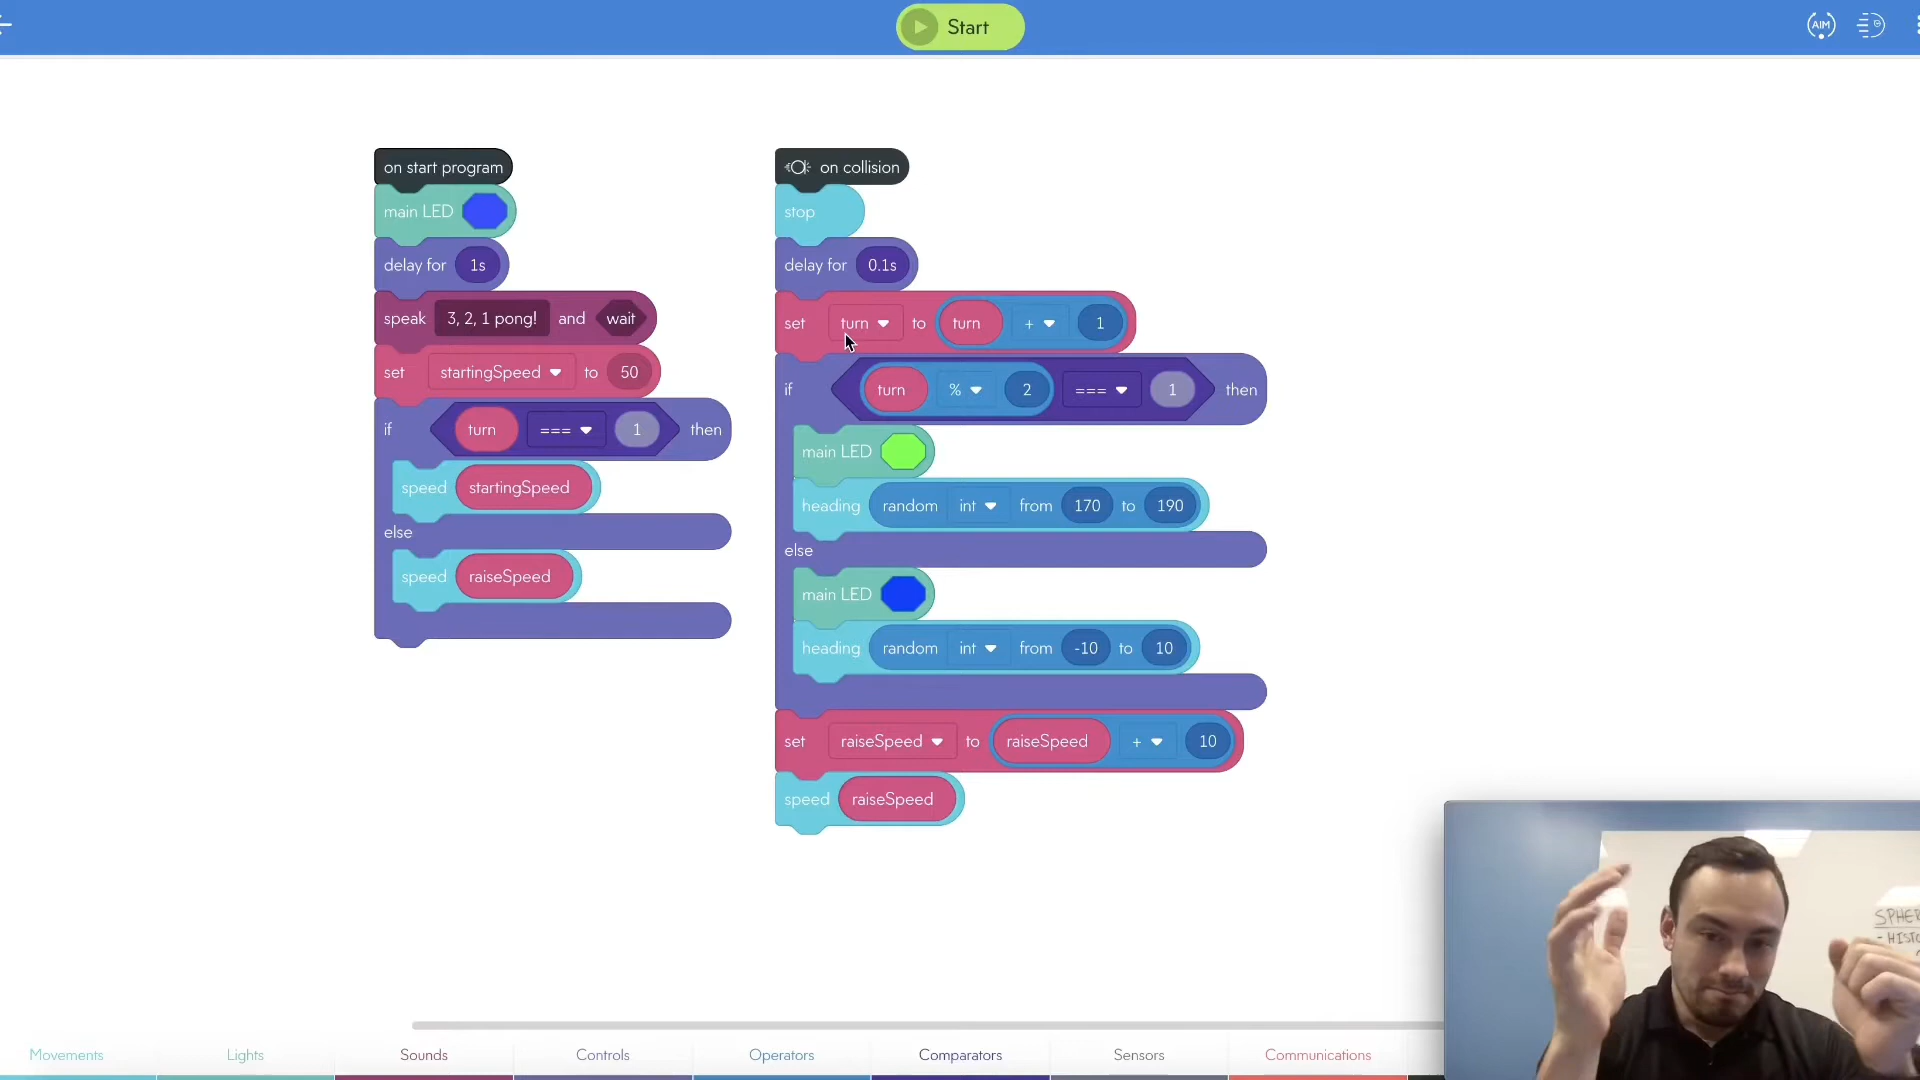 Start
AIM
on start program
main LED
delay for 1s
speak 3, 2, 1 pong! and wait
set startingSpeed to 50
if turn === 1 then
speed startingSpeed
else
speed raiseSpeed
on collision
stop
delay for 0.1s
set turn to turn + 1
if turn % 2 === 1 then
main LED
heading random int from 170 to 190
else
main LED
heading random int from -10 to 10
set raiseSpeed to raiseSpeed + 10
speed raiseSpeed
SPHER
- HISTO
Movements
Lights
Sounds
Controls
Operators
Comparators
Sensors
Communications